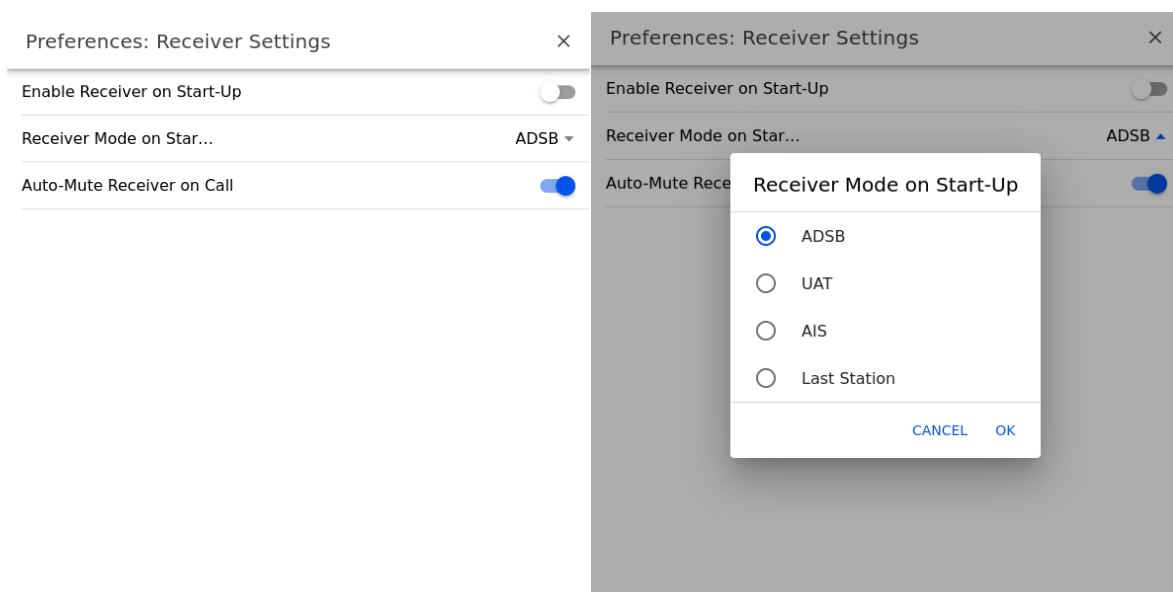 Preferences: Receiver Settings
Enable Receiver on Start-Up
Receiver Mode on Star... ADSB
Auto-Mute Receiver on Call
Preferences: Receiver Settings
Enable Receiver on Start-Up
Receiver Mode on Star... ADSB
Auto-Mute Rece
Receiver Mode on Start-Up
ADSB
UAT
AIS
Last Station
CANCEL OK